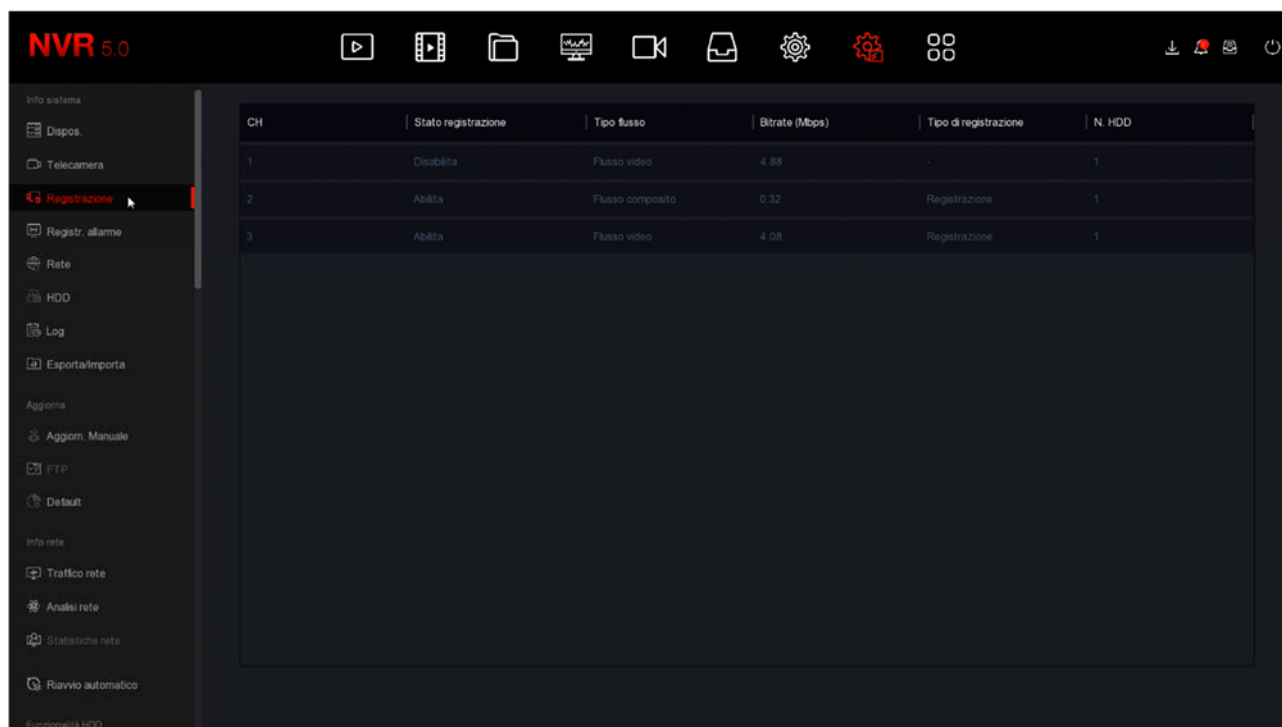 NVR 5.0
Info sistema
Dispos.
Telecamera
Registrazione
Registr. allarme
Rete
HDD
Log
Esporta/Importa
Aggiorna
Aggiorn. Manuale
FTP
Default
Info rete
Traffico rete
Analisi rete
Statistiche rete
Riavvio automatico
Funzionalità HDD
CH Stato registrazione Tipo flusso Bitrate (Mbps) Tipo di registrazione N. HDD
1 Disabilita Flusso video 4.88 - 1
2 Abilita Flusso composito 0.32 Registrazione 1
3 Abilita Flusso video 4.08 Registrazione 1